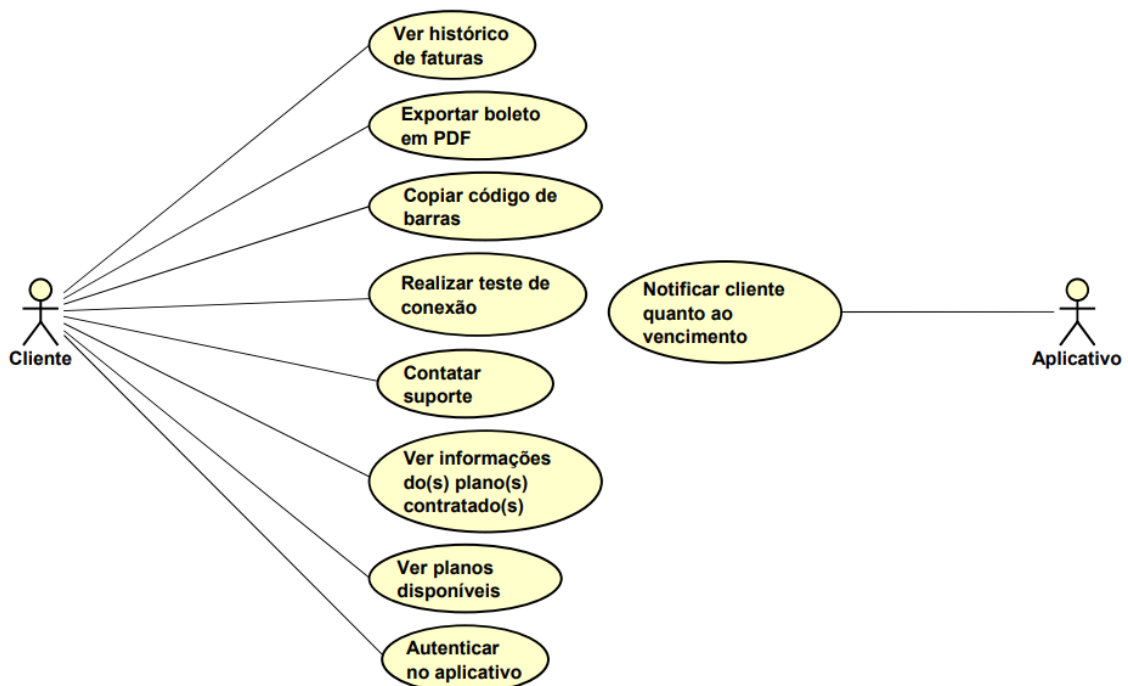 Ver histórico
de faturas
Exportar boleto
em PDF
Copiar código de
barras
Realizar teste de
conexão
Notificar cliente
quanto ao
vencimento
Cliente
Aplicativo
Contatar
suporte
Ver informações
do(s) plano(s)
contratado(s)
Ver planos
disponíveis
Autenticar
no aplicativo